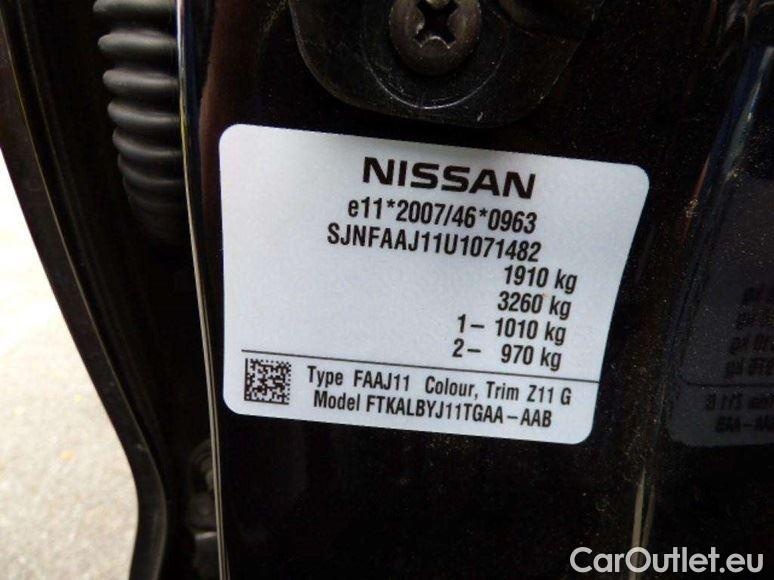 NISSAN
e11*2007/46*0963
SJNFAAJ11U1071482
1910 kg
3260 kg
1– 1010 kg
2– 970 kg
Type FAAJ11 Colour, Trim Z11 G
Model FTKALBYJ11TGAA–AAB
CarOutlet.eu